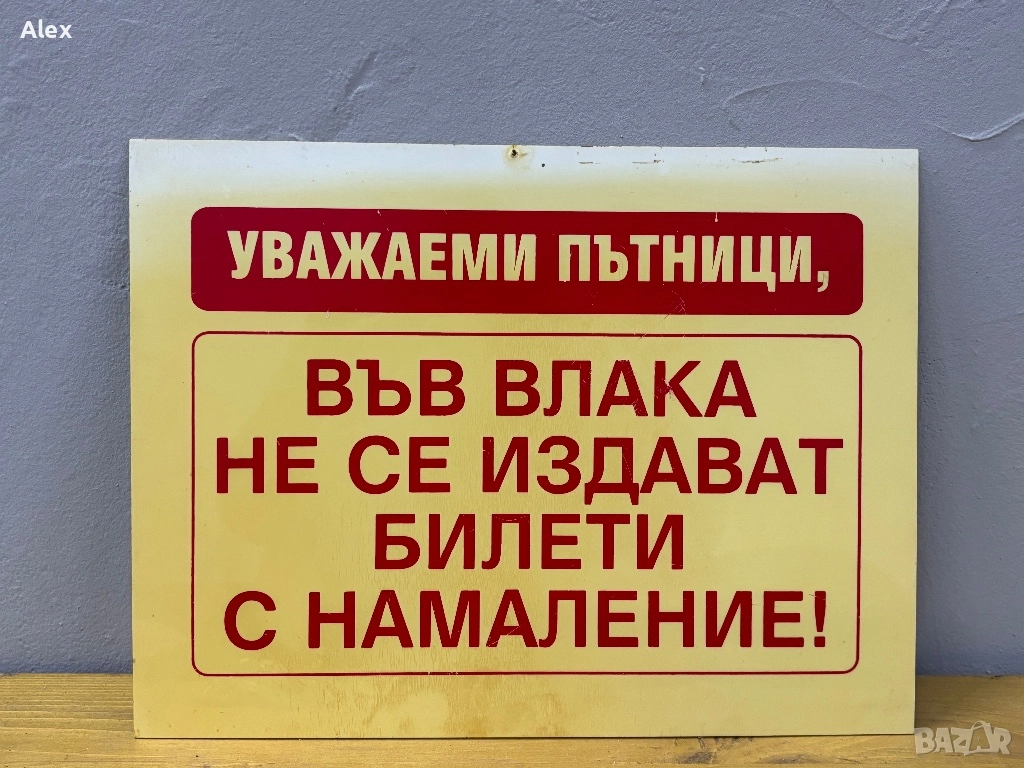 Alex
УВАЖАЕМИ ПЪТНИЦИ,
ВЪВ ВЛАКА
НЕ СЕ ИЗДАВАТ
БИЛЕТИ
С НАМАЛЕНИЕ!
BAZAR